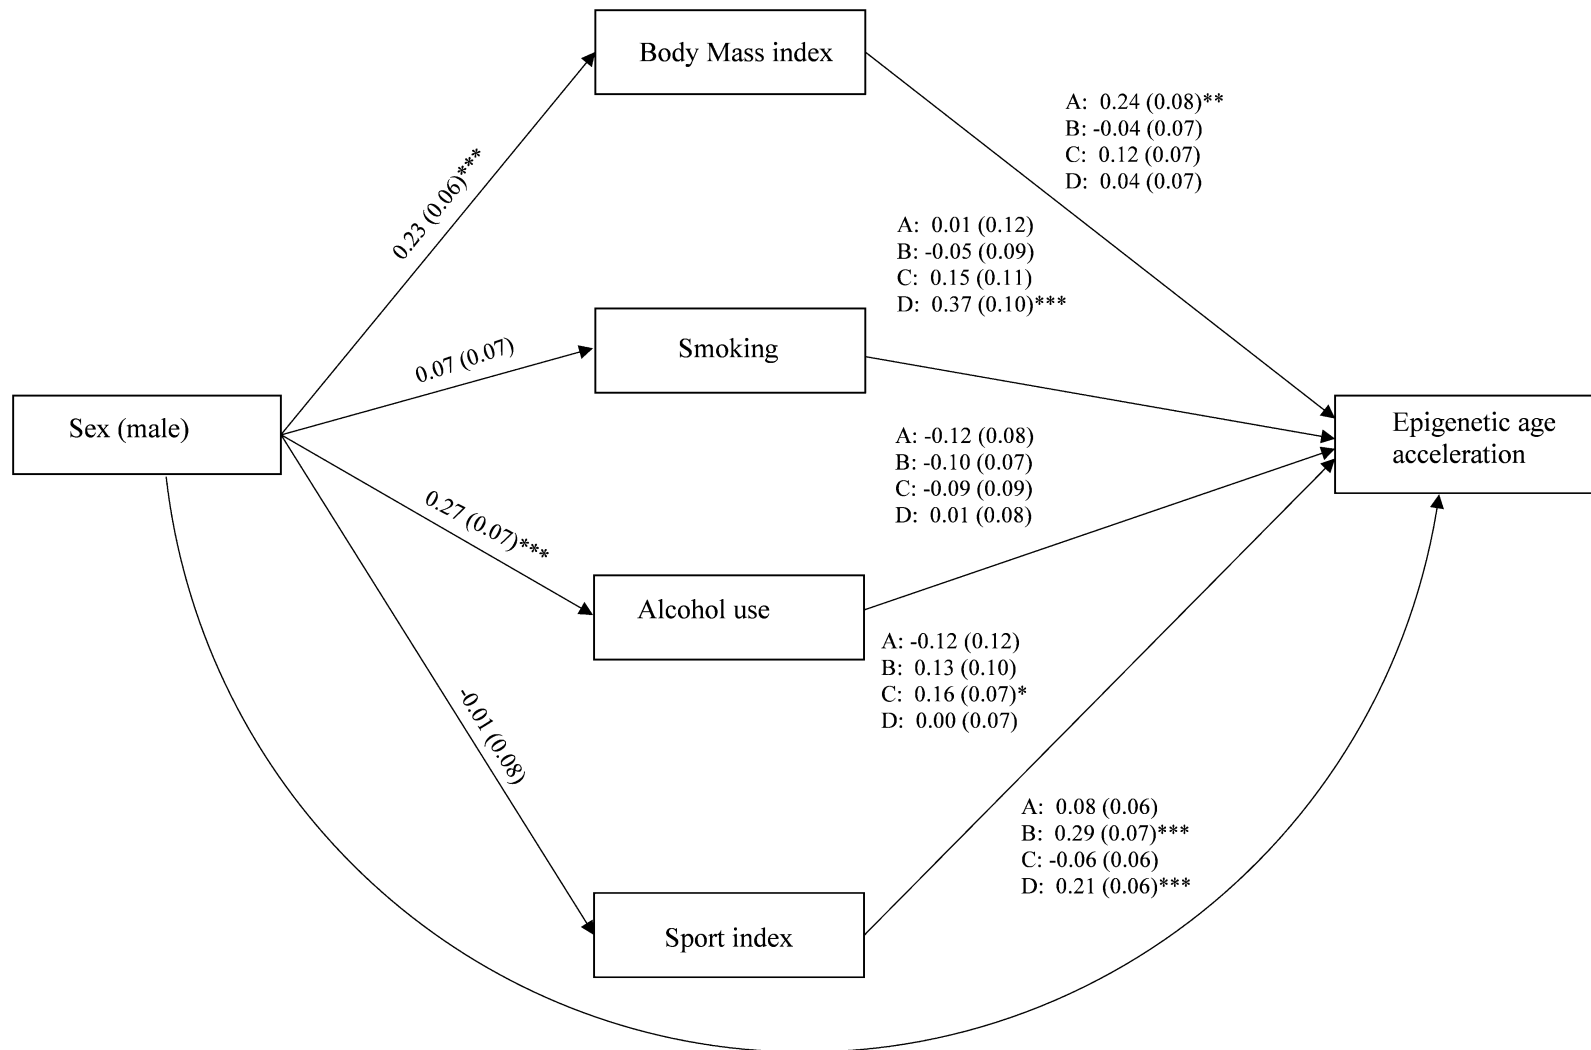 Body Mass index
A: 0.24 (0.08)**
B: -0.04 (0.07)
C: 0.12 (0.07)
D: 0.04 (0.07)
0.23 (0.06)***
A: 0.01 (0.12)
B: -0.05 (0.09)
C: 0.15 (0.11)
D: 0.37 (0.10)***
Smoking
0.07 (0.07)
Sex (male)
Epigenetic age
acceleration
A: -0.12 (0.08)
B: -0.10 (0.07)
C: -0.09 (0.09)
D: 0.01 (0.08)
0.27 (0.07)***
Alcohol use
A: -0.12 (0.12)
B: 0.13 (0.10)
C: 0.16 (0.07)*
D: 0.00 (0.07)
-0.01 (0.08)
A: 0.08 (0.06)
B: 0.29 (0.07)***
C: -0.06 (0.06)
D: 0.21 (0.06)***
Sport index